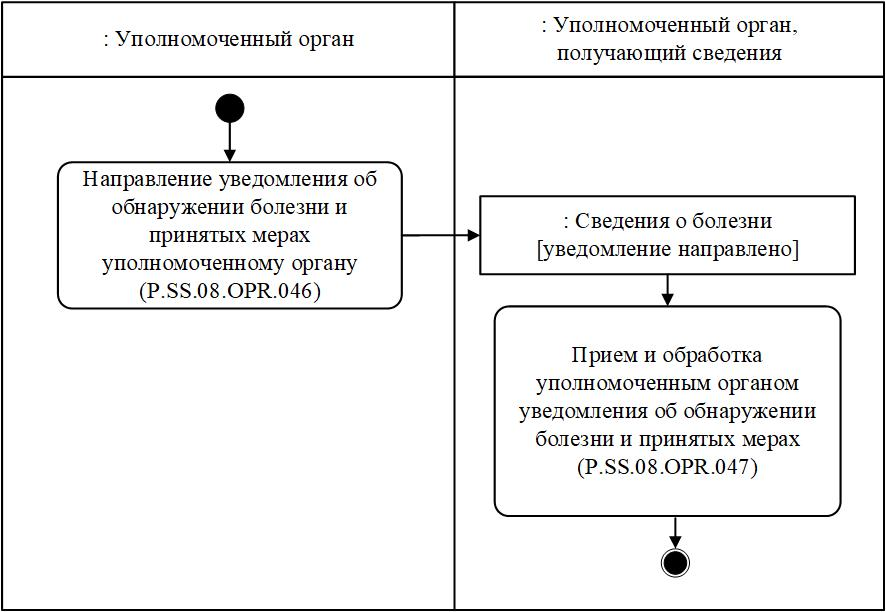 : Уполномоченный орган
: Уполномоченный орган,
получающий сведения
Направление уведомления об
обнаружении болезни и
принятых мерах
уполномоченному органу
(P.SS.08.OPR.046)
: Сведения о болезни
[уведомление направлено]
Прием и обработка
уполномоченным органом
уведомления об обнаружении
болезни и принятых мерах
(P.SS.08.OPR.047)